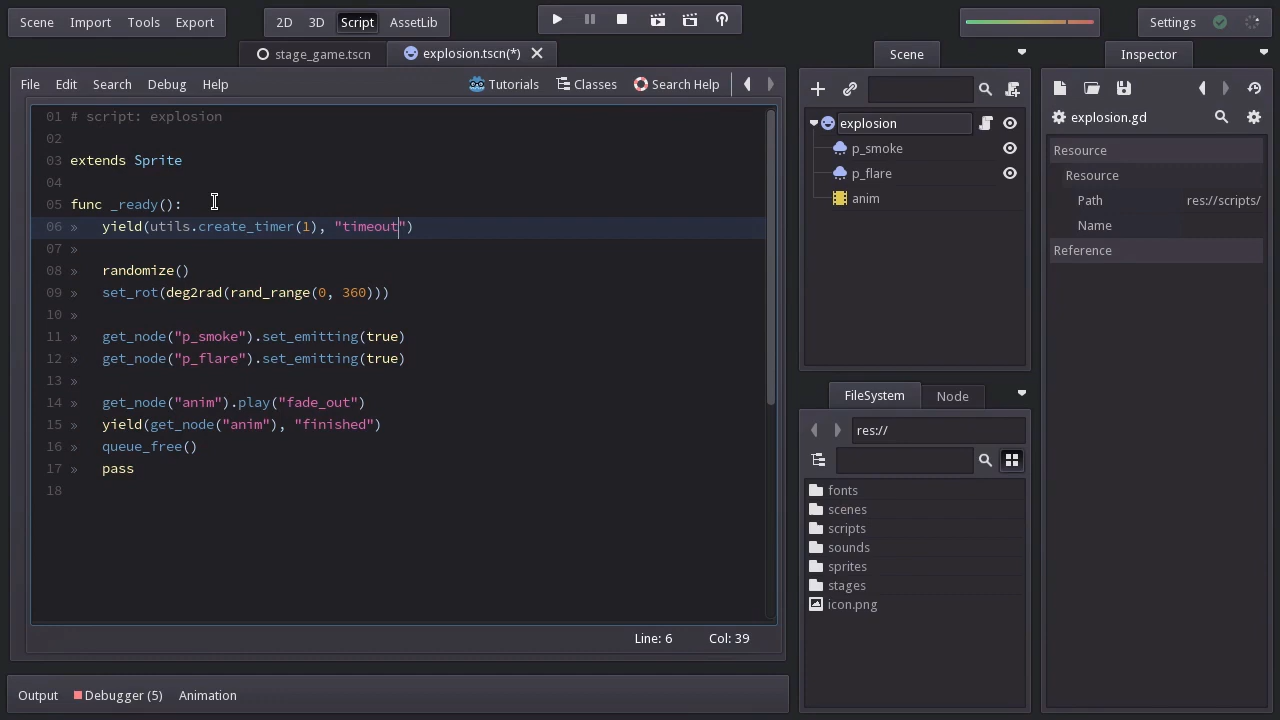 Scene Import Tools Export 2D 3D Script AssetLib Settings
stage_game.tscn explosion.tscn(*) Scene Inspector
File Edit Search Debug Help Tutorials Classes Search Help
01 # script: explosion
02
03 extends Sprite
04
05 func _ready():
06 » yield(utils.create_timer(1), "timeout")
07 »
08 » randomize()
09 » set_rot(deg2rad(rand_range(0, 360)))
10 »
11 » get_node("p_smoke").set_emitting(true)
12 » get_node("p_flare").set_emitting(true)
13 »
14 » get_node("anim").play("fade_out")
15 » yield(get_node("anim"), "finished")
16 » queue_free()
17 » pass
18
Line: 6 Col: 39
Output Debugger (5) Animation
explosion
p_smoke
p_flare
anim
FileSystem Node
res://
fonts
scenes
scripts
sounds
sprites
stages
icon.png
explosion.gd
Resource
Resource
Path res://scripts/
Name
Reference